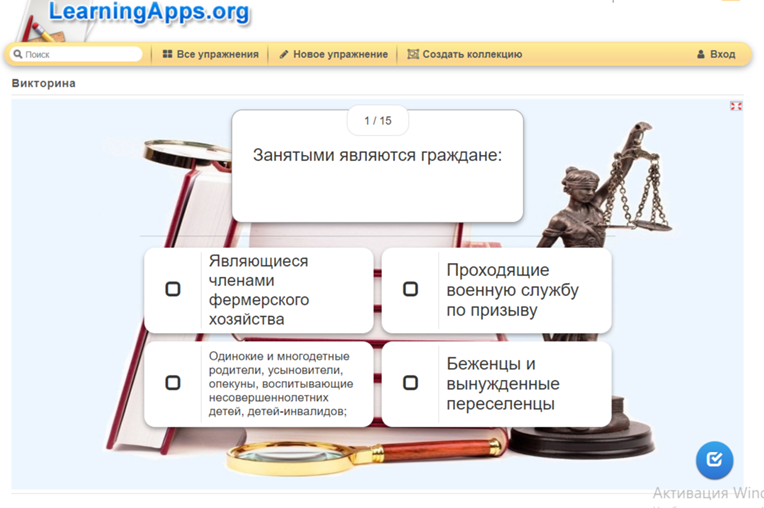 LearningApps.org
Поиск
Все упражнения
Новое упражнение
Создать коллекцию
Вход
Викторина
1 / 15
Занятыми являются граждане:
Являющиеся
членами
фермерского
хозяйства
Проходящие
военную службу
по призыву
Одинокие и многодетные
родители, усыновители,
опекуны, воспитывающие
несовершеннолетних
детей, детей-инвалидов;
Беженцы и
вынужденные
переселенцы
Активация Winc